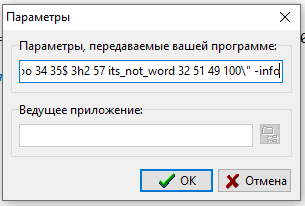 Параметры
Параметры, передаваемые вашей программе:
34 35$ 3h2 57 its_not_word 32 51 49 100\" -info
Ведущее приложение:
OK
Отмена